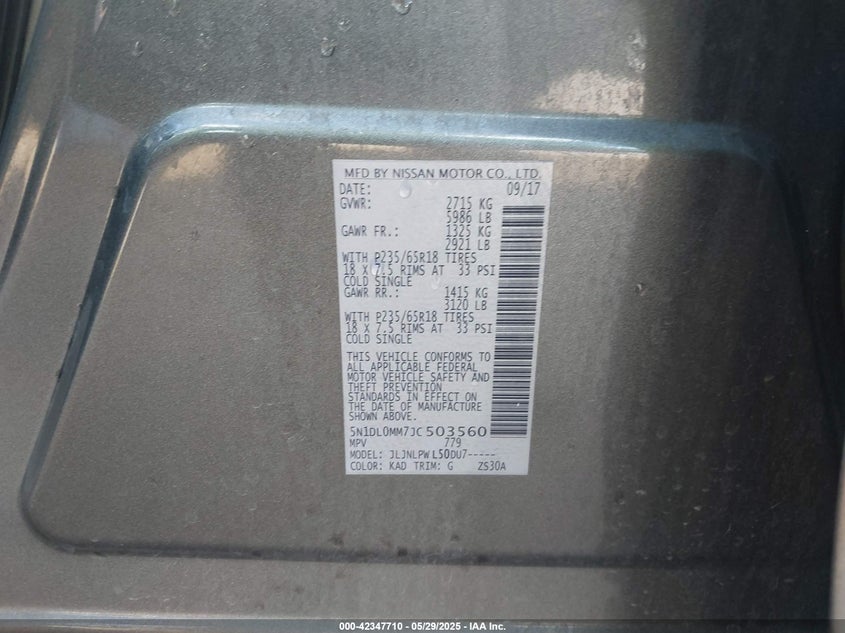 MFD BY NISSAN MOTOR CO., LTD.
DATE: 09/17
GVWR: 2715 KG
5986 LB
GAWR FR.: 1325 KG
2921 LB
WITH P235/65R18 TIRES
18 X 7.5 RIMS AT 33 PSI
COLD SINGLE
GAWR RR.: 1415 KG
3120 LB
WITH P235/65R18 TIRES
18 X 7.5 RIMS AT 33 PSI
COLD SINGLE
THIS VEHICLE CONFORMS TO
ALL APPLICABLE FEDERAL
MOTOR VEHICLE SAFETY AND
THEFT PREVENTION
STANDARDS IN EFFECT ON
THE DATE OF MANUFACTURE
SHOWN ABOVE.
5N1DL0MM7JC503560
MPV 779
MODEL: JLJNLPWL50DU7-----
COLOR: KAD TRIM: G ZS30A
000-42347710 - 05/29/2025 - IAA Inc.